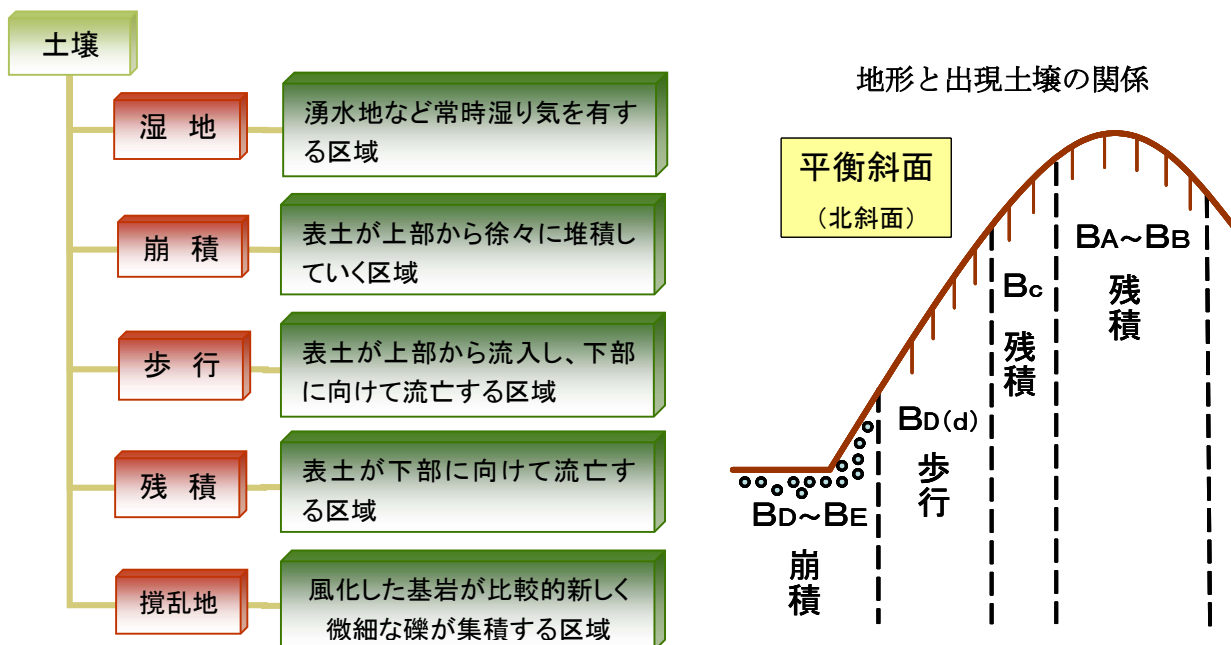 土壌
湿 地
湧水地など常時湿り気を有す
る区域
崩 積
表土が上部から徐々に堆積し
ていく区域
歩 行
表土が上部から流入し、下部
に向けて流亡する区域
残 積
表土が下部に向けて流亡す
る区域
撹乱地
風化した基岩が比較的新しく
微細な礫が集積する区域
地形と出現土壌の関係
平衡斜面
（北斜面）
BA～BB
残積
Bc
残積
BD(d)
歩行
BD～BE
崩積